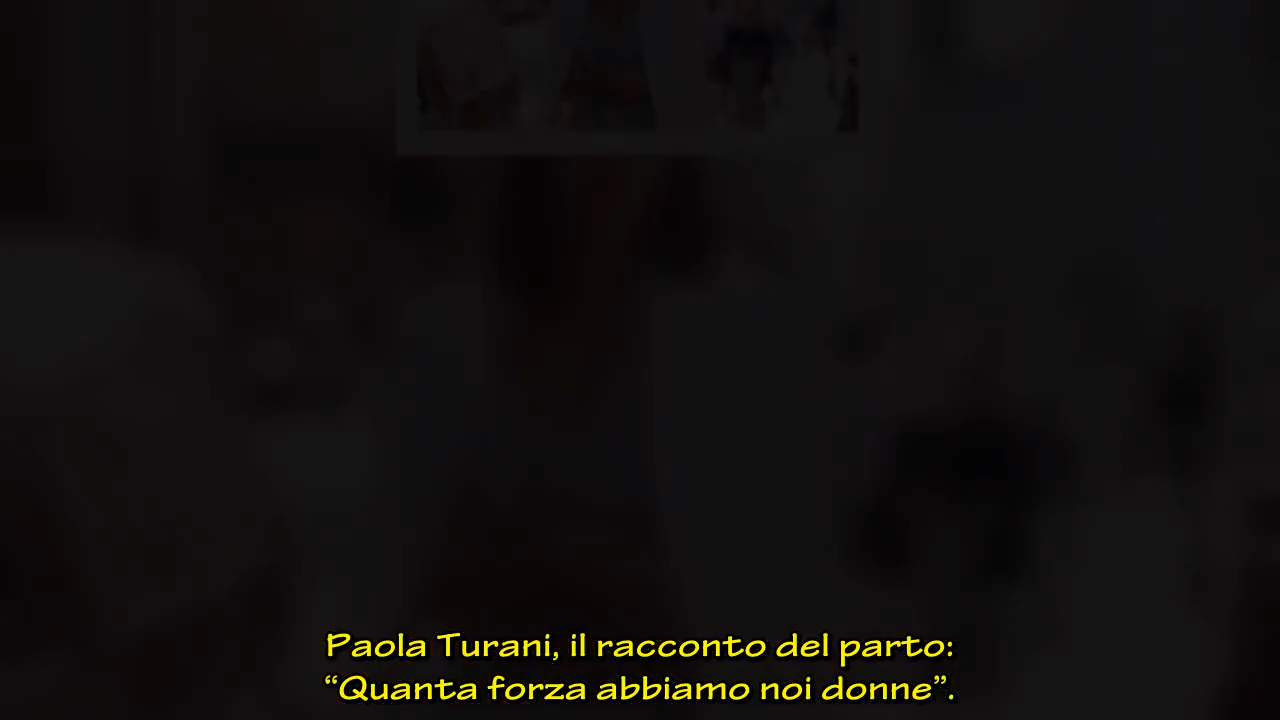 Paola Turani, il racconto del parto:
“Quanta forza abbiamo noi donne”.